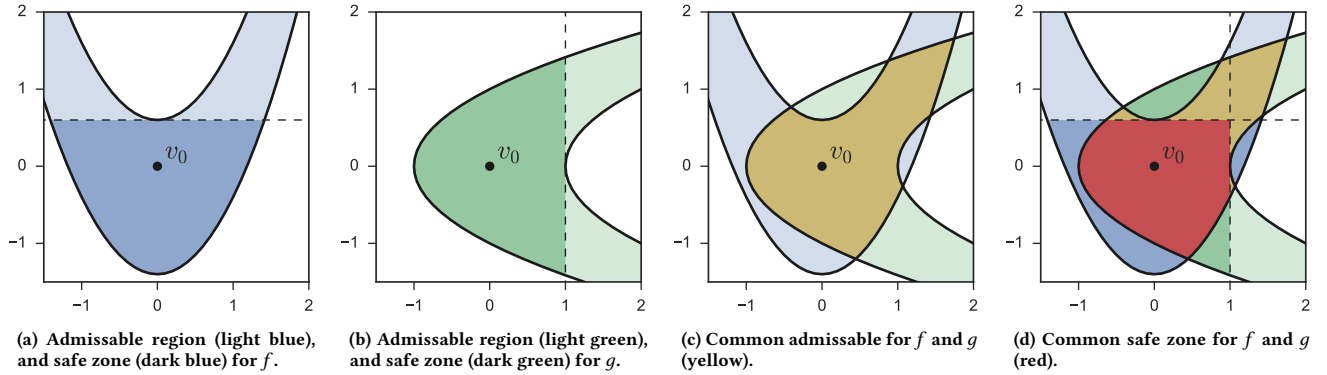 2
1
0
−1
−1
0
1
2
v0
2
1
0
−1
−1
0
1
2
v0
2
1
0
−1
−1
0
1
2
v0
2
1
0
−1
−1
0
1
2
v0
(a) Admissable region (light blue),
and safe zone (dark blue) for f.
(b) Admissable region (light green),
and safe zone (dark green) for g.
(c) Common admissable for f and g
(yellow).
(d) Common safe zone for f and g
(red).